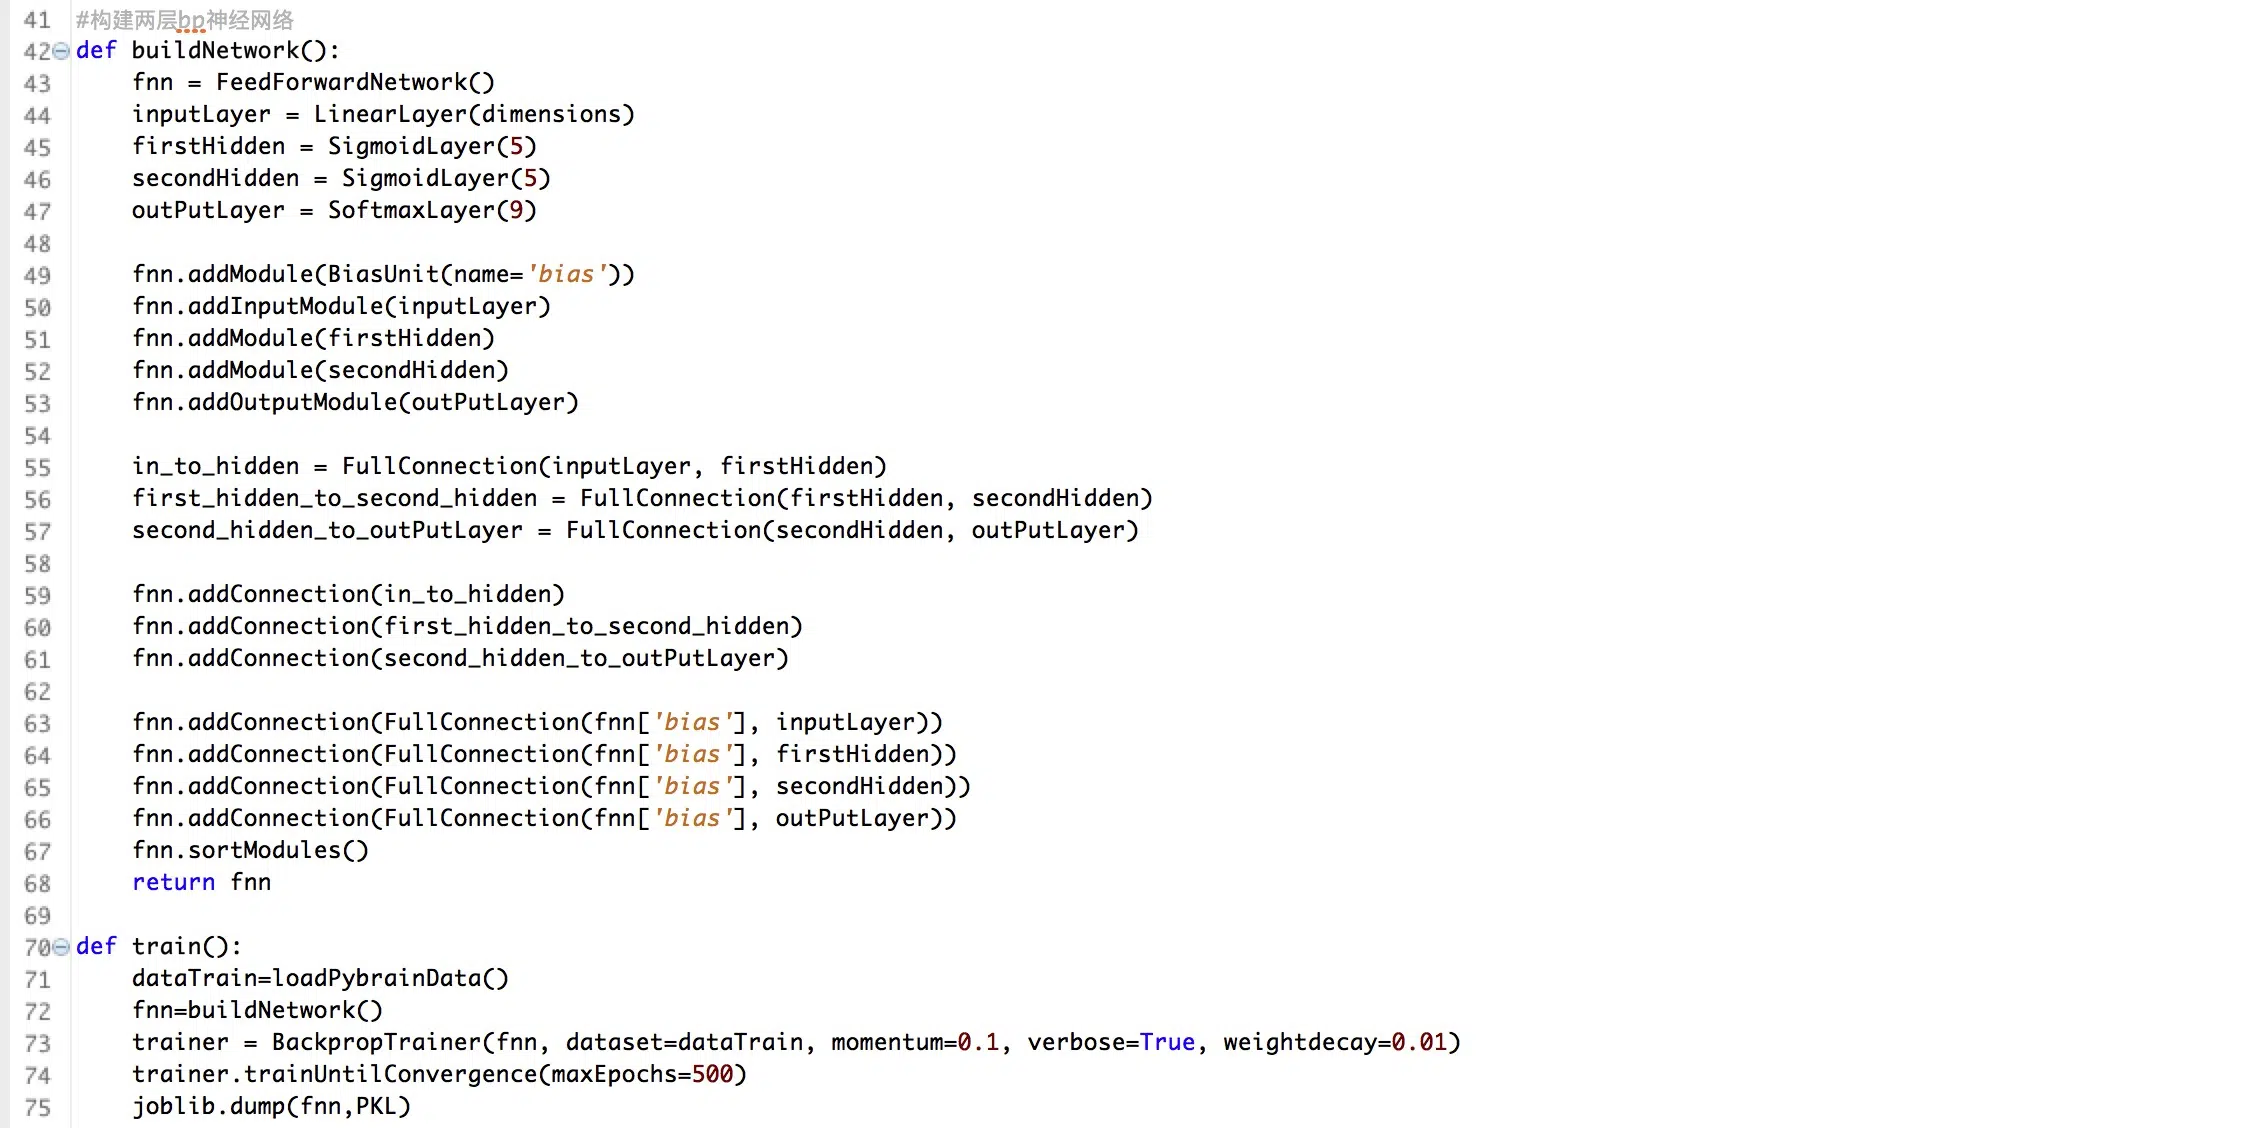 41 #构建两层bp神经网络
42 def buildNetwork():
43     fnn = FeedForwardNetwork()
44     inputLayer = LinearLayer(dimensions)
45     firstHidden = SigmoidLayer(5)
46     secondHidden = SigmoidLayer(5)
47     outPutLayer = SoftmaxLayer(9)
48
49     fnn.addModule(BiasUnit(name='bias'))
50     fnn.addInputModule(inputLayer)
51     fnn.addModule(firstHidden)
52     fnn.addModule(secondHidden)
53     fnn.addOutputModule(outPutLayer)
54
55     in_to_hidden = FullConnection(inputLayer, firstHidden)
56     first_hidden_to_second_hidden = FullConnection(firstHidden, secondHidden)
57     second_hidden_to_outPutLayer = FullConnection(secondHidden, outPutLayer)
58
59     fnn.addConnection(in_to_hidden)
60     fnn.addConnection(first_hidden_to_second_hidden)
61     fnn.addConnection(second_hidden_to_outPutLayer)
62
63     fnn.addConnection(FullConnection(fnn['bias'], inputLayer))
64     fnn.addConnection(FullConnection(fnn['bias'], firstHidden))
65     fnn.addConnection(FullConnection(fnn['bias'], secondHidden))
66     fnn.addConnection(FullConnection(fnn['bias'], outPutLayer))
67     fnn.sortModules()
68     return fnn
69
70 def train():
71     dataTrain=loadPybrainData()
72     fnn=buildNetwork()
73     trainer = BackpropTrainer(fnn, dataset=dataTrain, momentum=0.1, verbose=True, weightdecay=0.01)
74     trainer.trainUntilConvergence(maxEpochs=500)
75     joblib.dump(fnn,PKL)